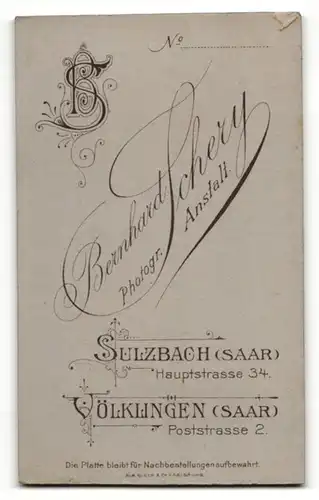 No
BS
Bernhard Schery
Photogr. Anstalt.
SULZBACH (SAAR)
Hauptstrasse 34.
VÖLKLINGEN (SAAR)
Poststrasse 2.
Die Platte bleibt für Nachbestellungen aufbewahrt.